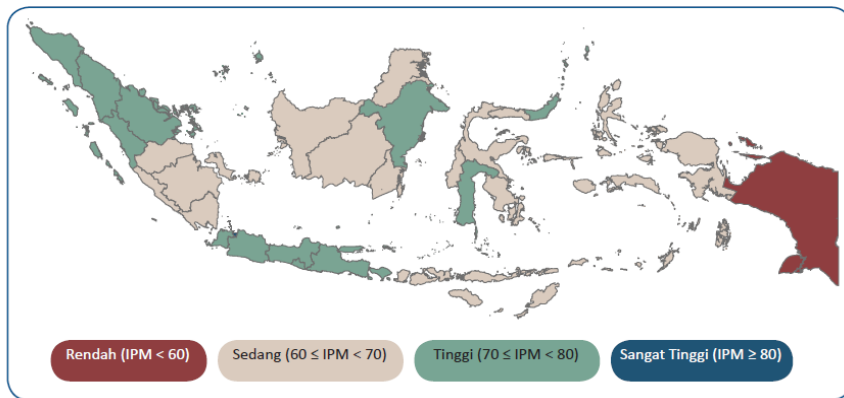 Rendah (IPM < 60)
Sedang (60 ≤ IPM < 70)
Tinggi (70 ≤ IPM < 80)
Sangat Tinggi (IPM ≥ 80)